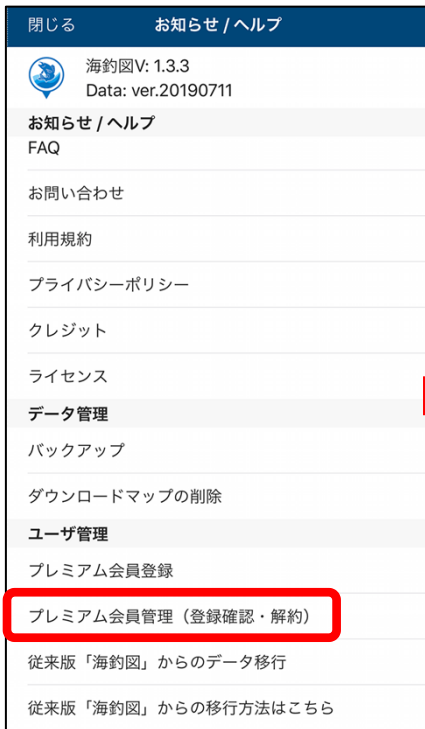 閉じる お知らせ / ヘルプ
海釣図V: 1.3.3
Data: ver.20190711
お知らせ / ヘルプ
FAQ
お問い合わせ
利用規約
プライバシーポリシー
クレジット
ライセンス
データ管理
バックアップ
ダウンロードマップの削除
ユーザ管理
プレミアム会員登録
プレミアム会員管理（登録確認・解約）
従来版「海釣図」からのデータ移行
従来版「海釣図」からの移行方法はこちら